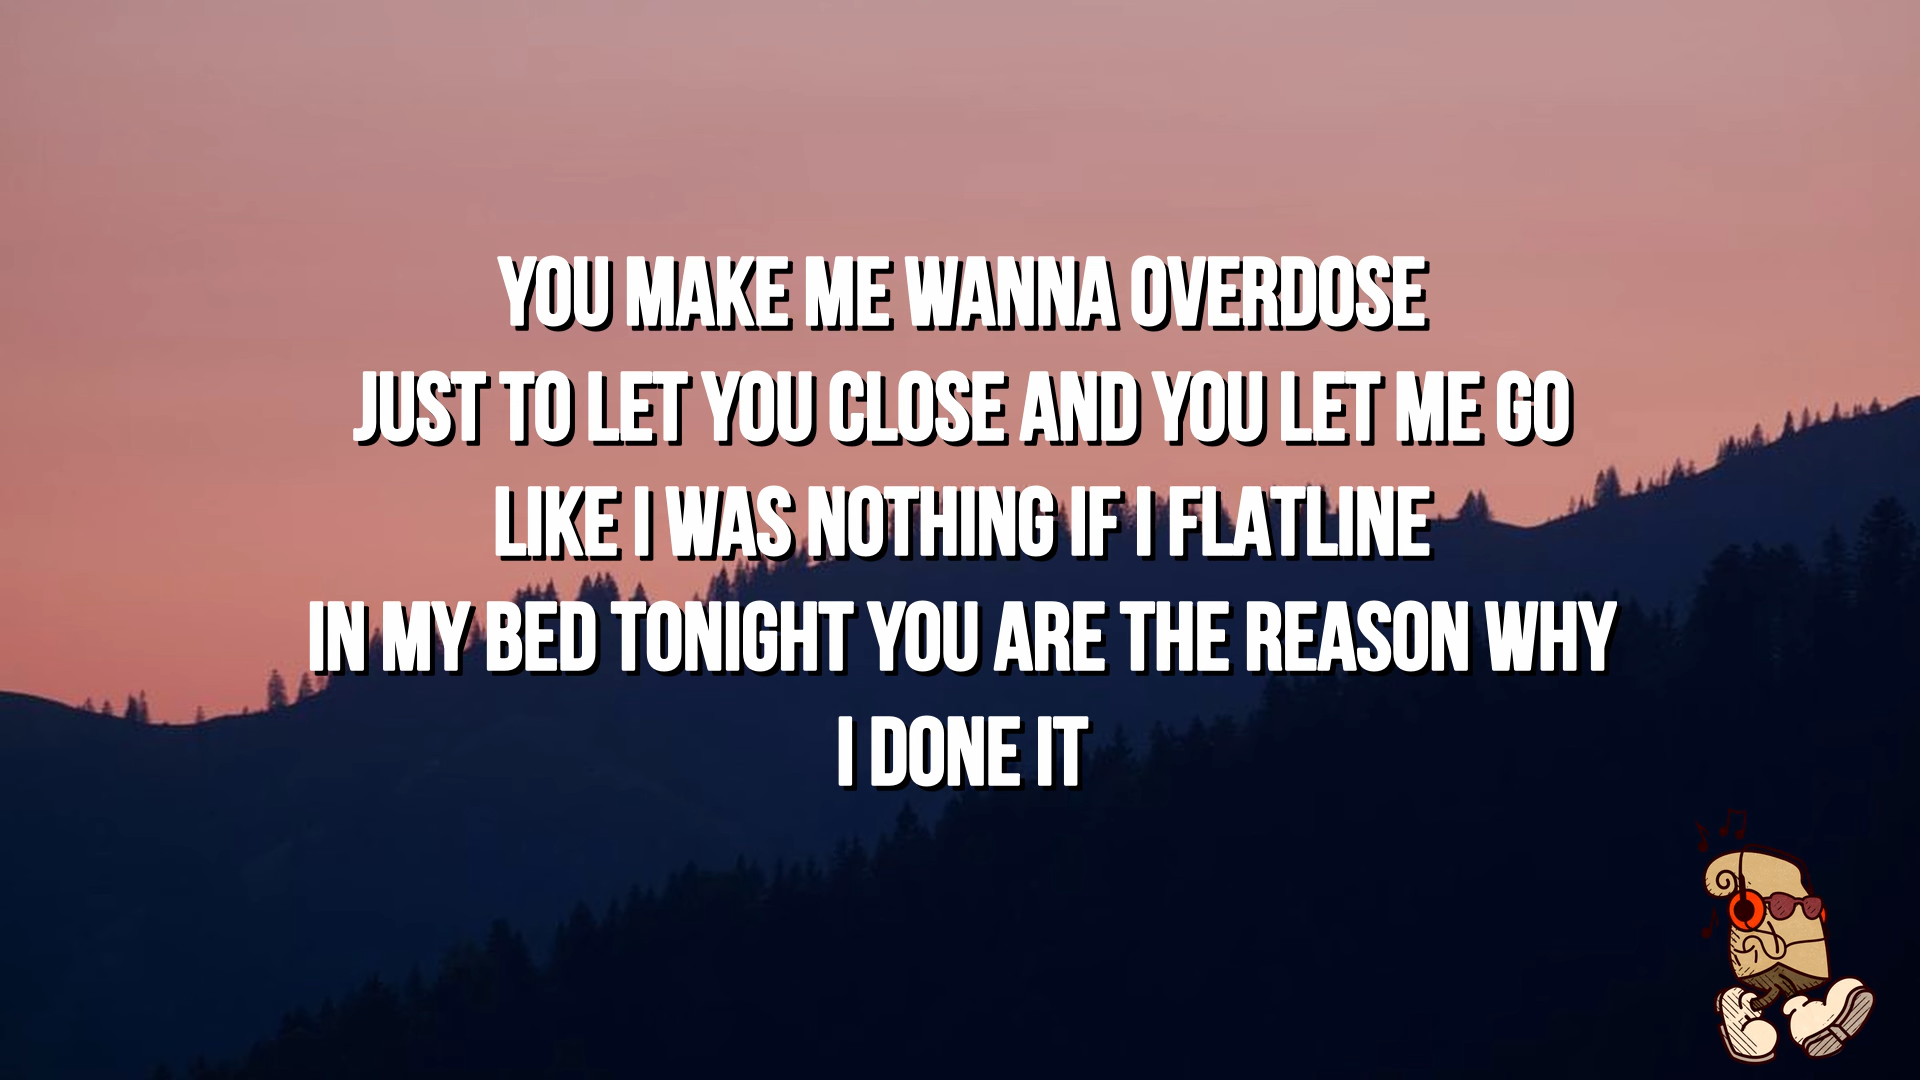 YOU MAKE ME WANNA OVERDOSE
JUST TO LET YOU CLOSE AND YOU LET ME GO
LIKE I WAS NOTHING IF I FLATLINE
IN MY BED TONIGHT YOU ARE THE REASON WHY
I DONE IT